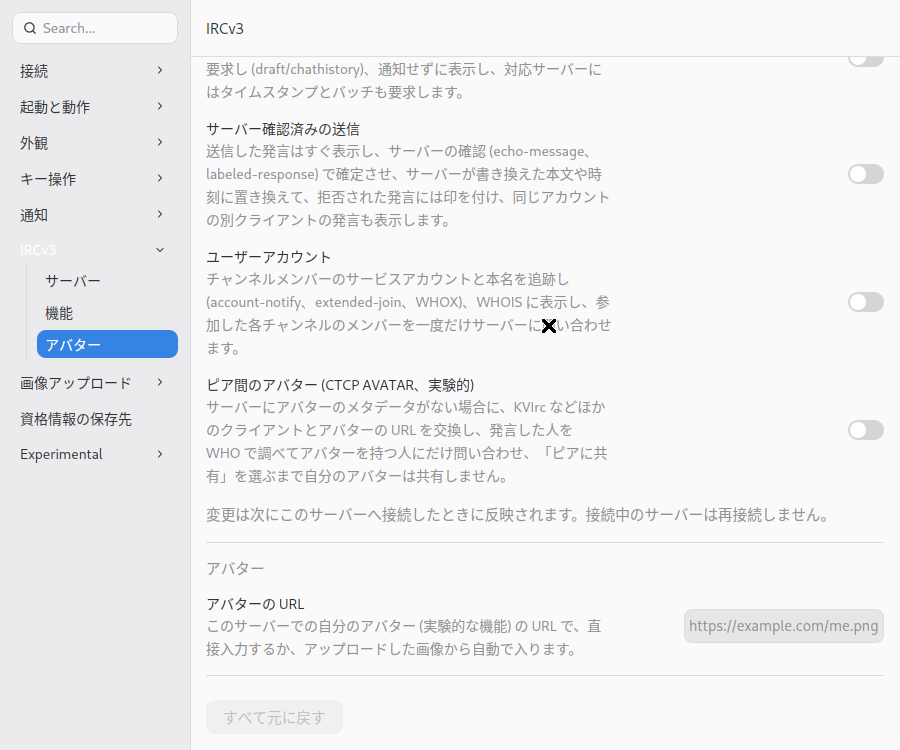 Search...
接続
起動と動作
外観
キー操作
通知
IRCv3
サーバー
機能
アバター
画像アップロード
資格情報の保存先
Experimental
IRCv3
要求し (draft/chathistory)、通知せずに表示し、対応サーバーに
はタイムスタンプとバッチも要求します。
サーバー確認済みの送信
送信した発言はすぐ表示し、サーバーの確認 (echo-message、
labeled-response) で確定させ、サーバーが書き換えた本文や時
刻に置き換えて、拒否された発言には印を付け、同じアカウント
の別クライアントの発言も表示します。
ユーザーアカウント
チャンネルメンバーのサービスアカウントと本名を追跡し
(account-notify、extended-join、WHOX)、WHOIS に表示し、参
加した各チャンネルのメンバーを一度だけサーバーに い合わせ
ます。
ピア間のアバター (CTCP AVATAR、実験的)
サーバーにアバターのメタデータがない場合に、KVIrc などほか
のクライアントとアバターの URL を交換し、発言した人を
WHO で調べてアバターを持つ人にだけ問い合わせ、「ピアに共
有」を選ぶまで自分のアバターは共有しません。
変更は次にこのサーバーへ接続したときに反映されます。接続中のサーバーは再接続しません。
アバター
アバターの URL
このサーバーでの自分のアバター (実験的な機能) の URL で、直
接入力するか、アップロードした画像から自動で入ります。
https://example.com/me.png
すべて元に戻す